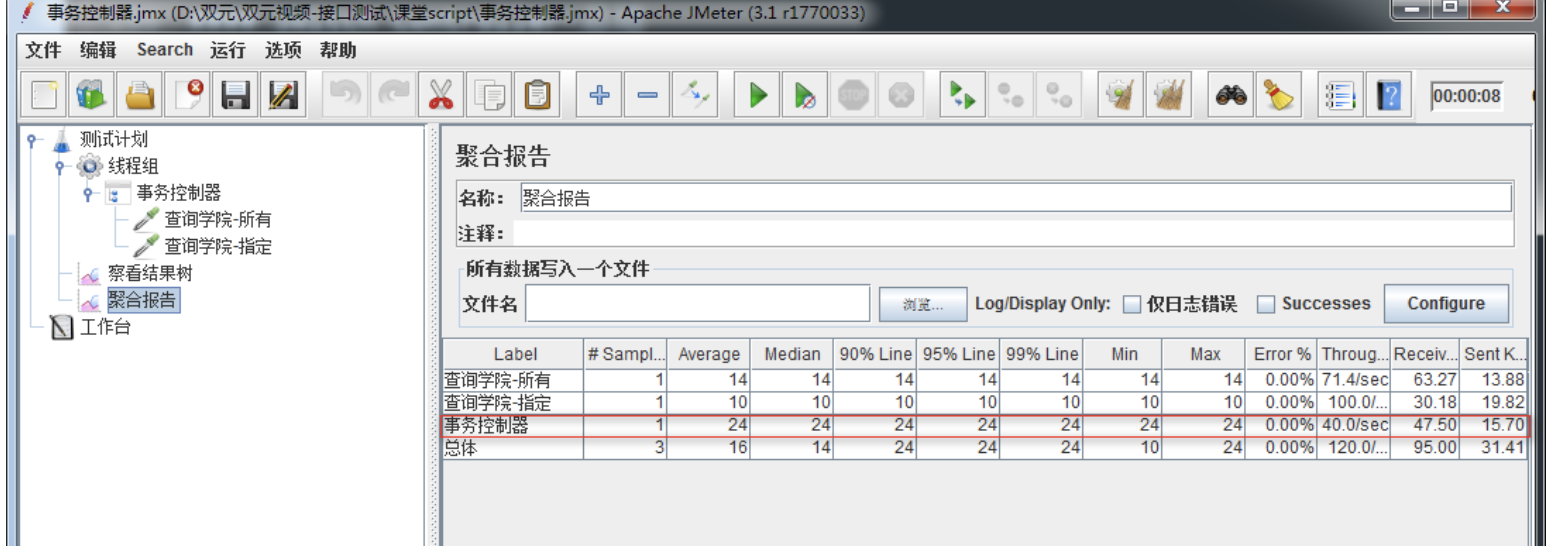 事务控制器.jmx (D:\双元\双元视频-接口测试\课堂script\事务控制器.jmx) - Apache JMeter (3.1 r1770033)
文件 编辑 Search 运行 选项 帮助
STOP
00:00:08
测试计划
线程组
事务控制器
查询学院-所有
查询学院-指定
察看结果树
聚合报告
工作台
聚合报告
名称： 聚合报告
注释：
所有数据写入一个文件
文件名 浏览... Log/Display Only: 仅日志错误 Successes Configure
Label # Sampl... Average Median 90% Line 95% Line 99% Line Min Max Error % Throug... Receiv... Sent K...
查询学院-所有 1 14 14 14 14 14 14 14 0.00% 71.4/sec 63.27 13.88
查询学院-指定 1 10 10 10 10 10 10 10 0.00% 100.0/... 30.18 19.82
事务控制器 1 24 24 24 24 24 24 24 0.00% 40.0/sec 47.50 15.70
总体 3 16 14 24 24 24 10 24 0.00% 120.0/... 95.00 31.41